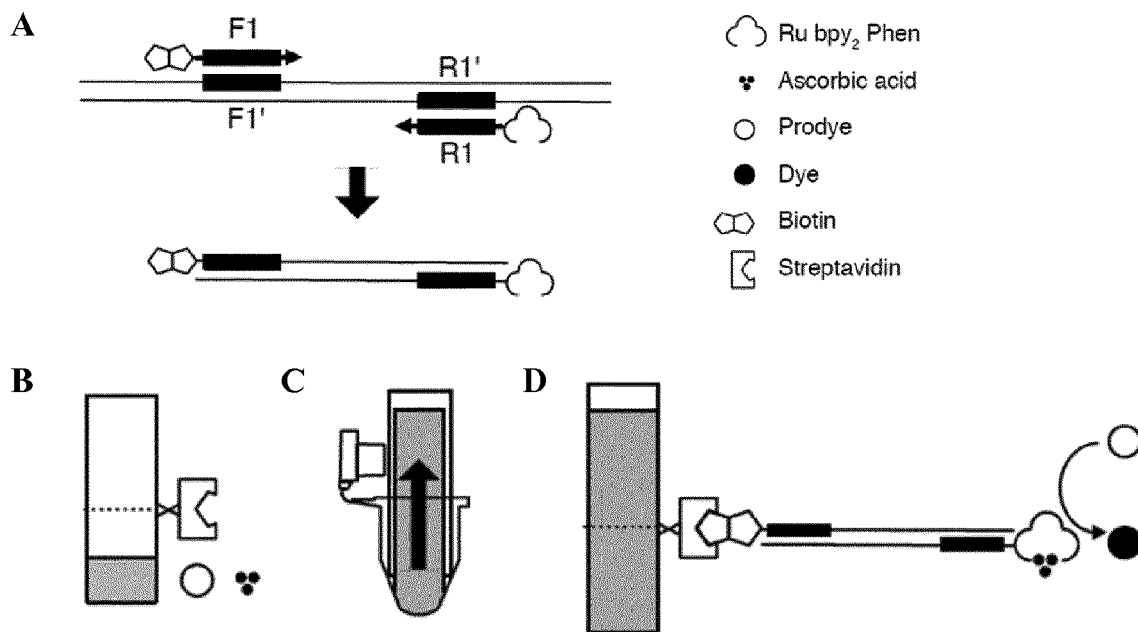 A
F1
R1'
F1'
R1
Ru bpy₂ Phen
Ascorbic acid
Prodye
Dye
Biotin
Streptavidin
B
C
D